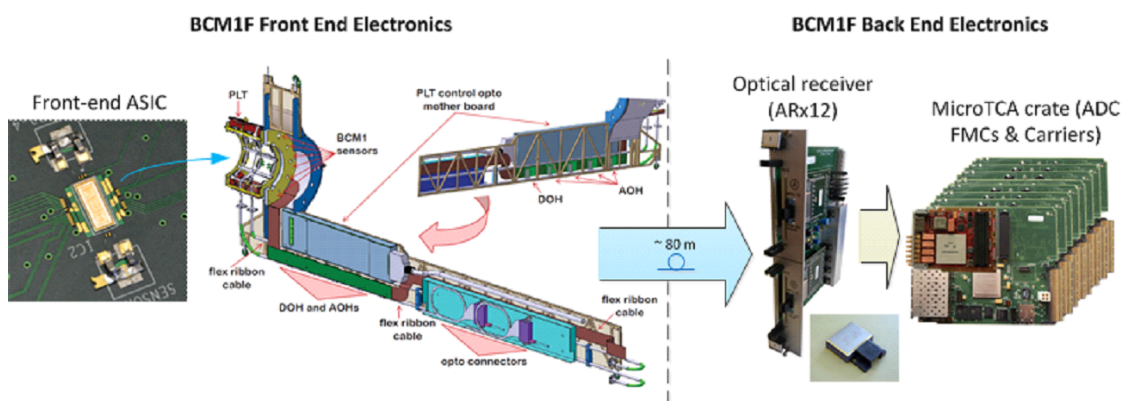 BCM1F Front End Electronics
BCM1F Back End Electronics
Front-end ASIC
IC2
PLT
BCM1
sensors
PLT control opto
mother board
DOH
AOH
flex ribbon
cable
DOH and AOHs
flex ribbon
cable
opto connectors
flex ribbon
cable
~ 80 m
Optical receiver
(ARx12)
MicroTCA crate (ADC
FMCs & Carriers)